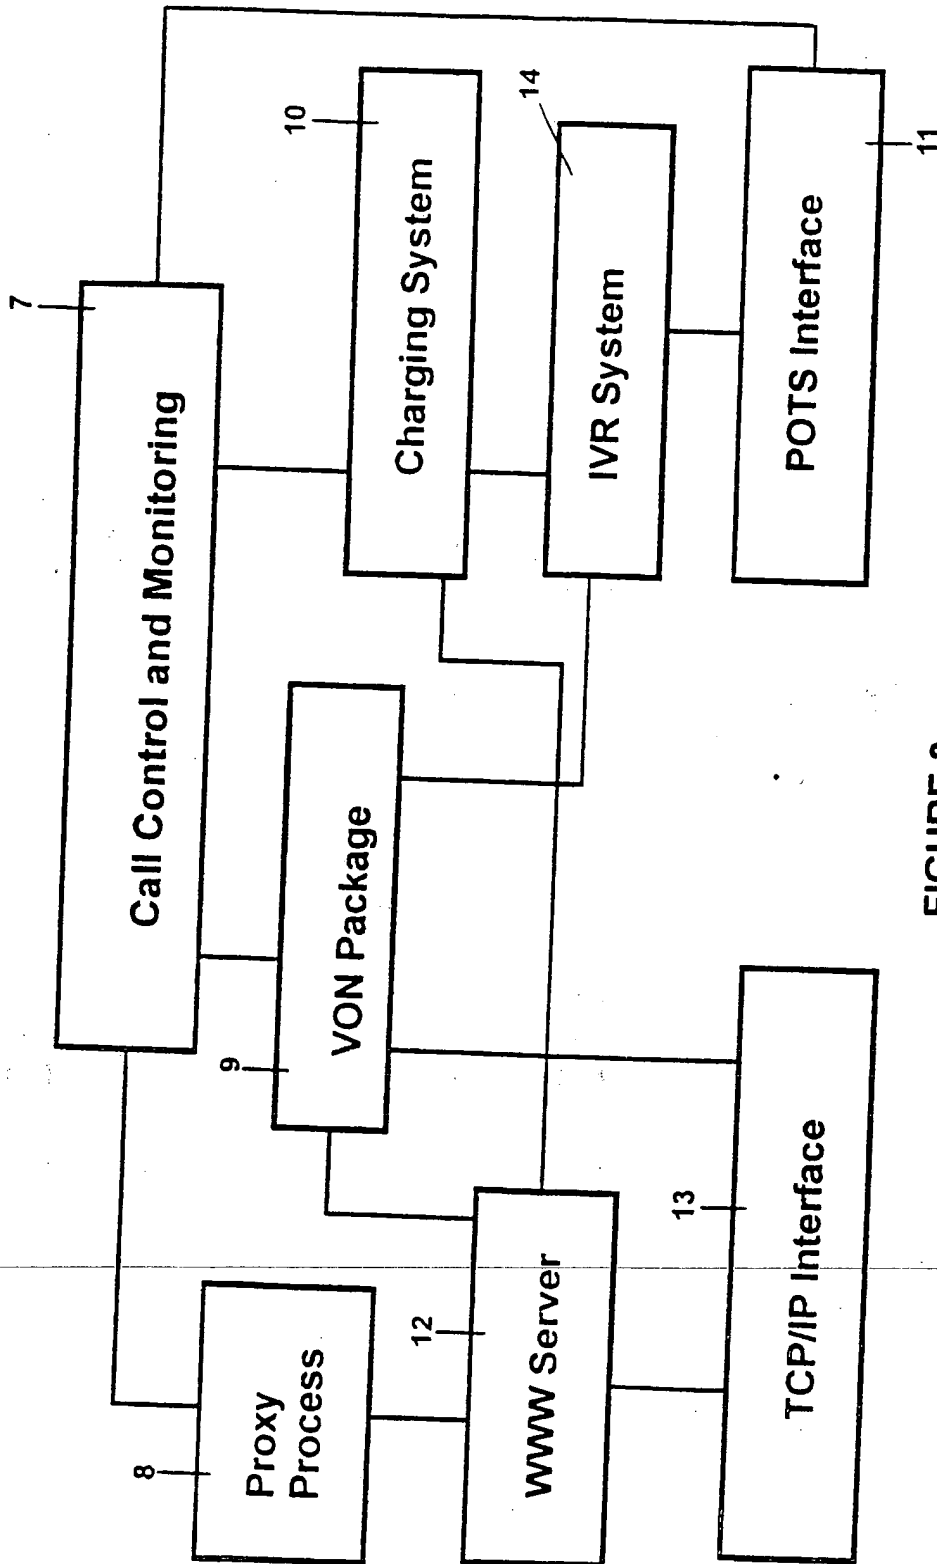 7
Call Control and Monitoring
8
Proxy
Process
9
VON Package
10
Charging System
12
WWW Server
14
IVR System
13
TCP/IP Interface
POTS Interface
11
FIGURE